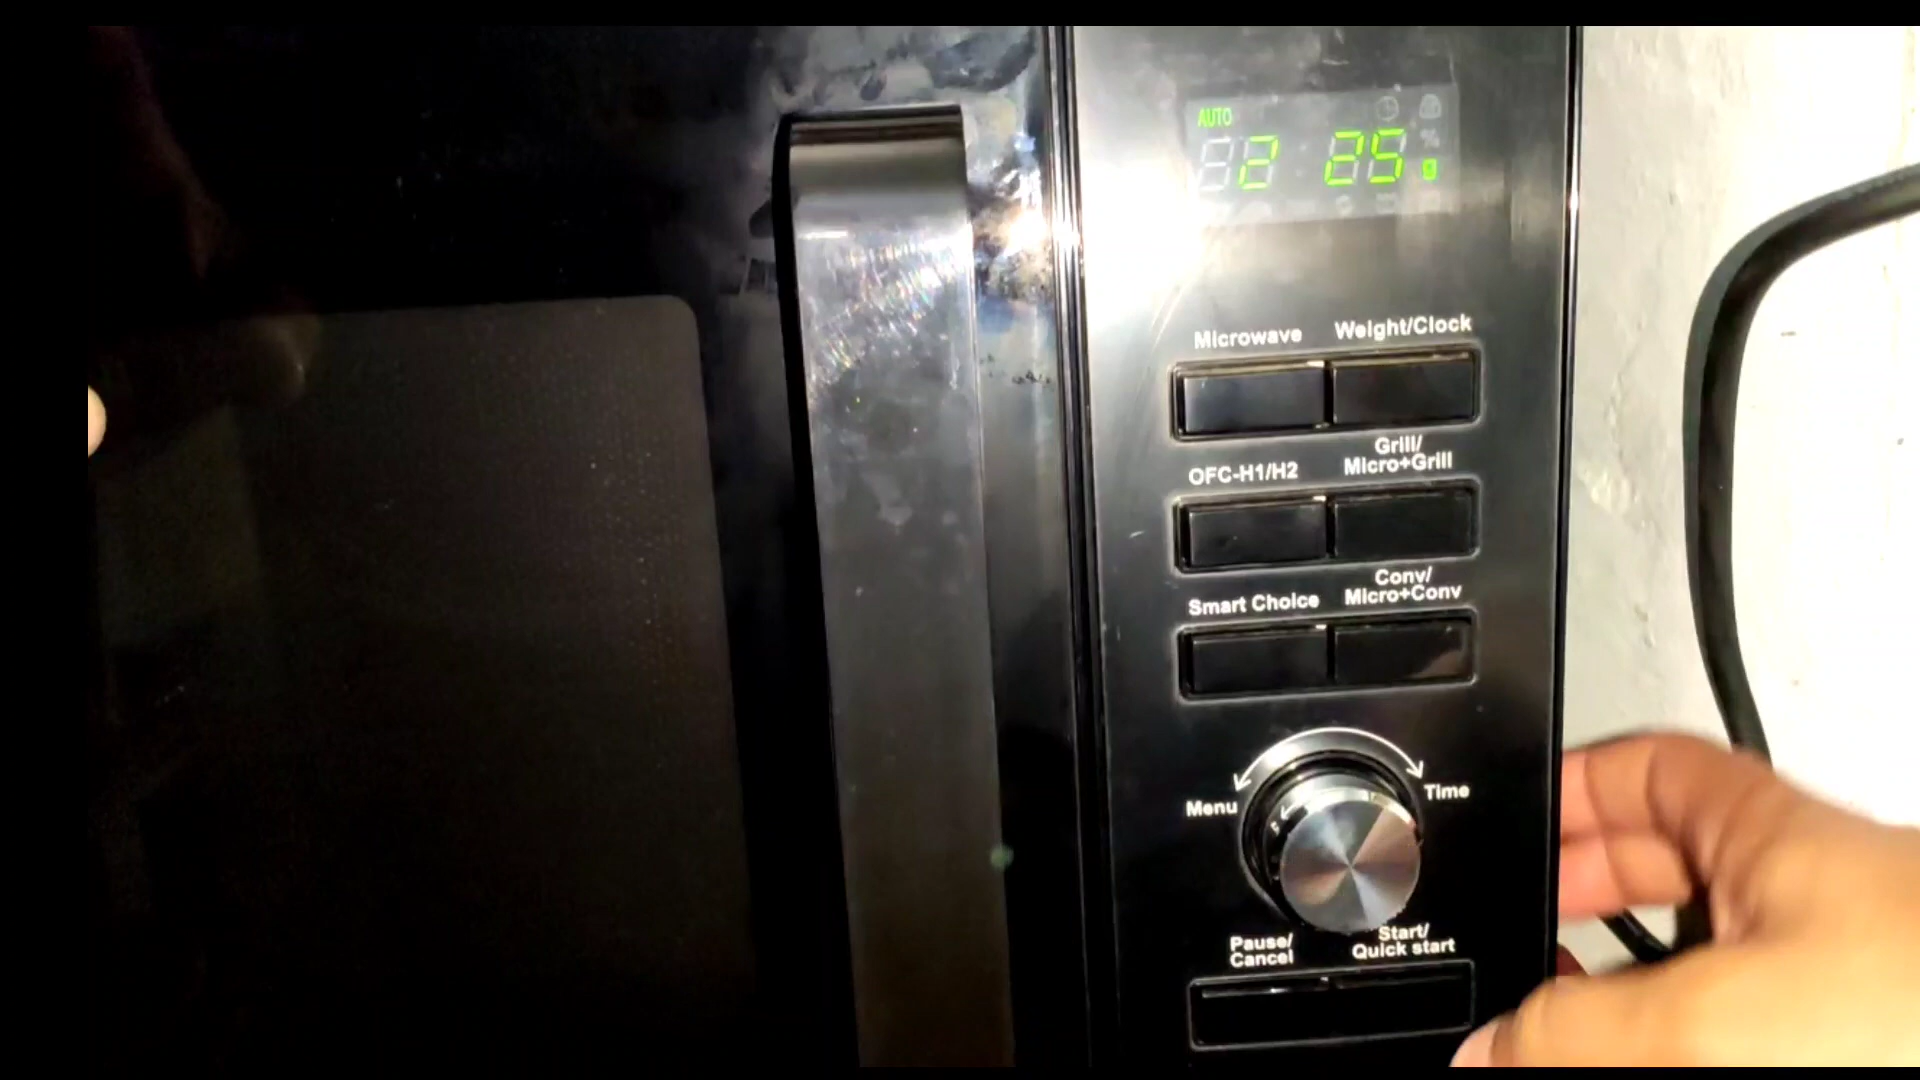 AUTO
2 25 g
Microwave Weight/Clock
OFC-H1/H2 Grill/
Micro+Grill
Smart Choice Conv/
Micro+Conv
Menu Time
Pause/
Cancel
Start/
Quick start